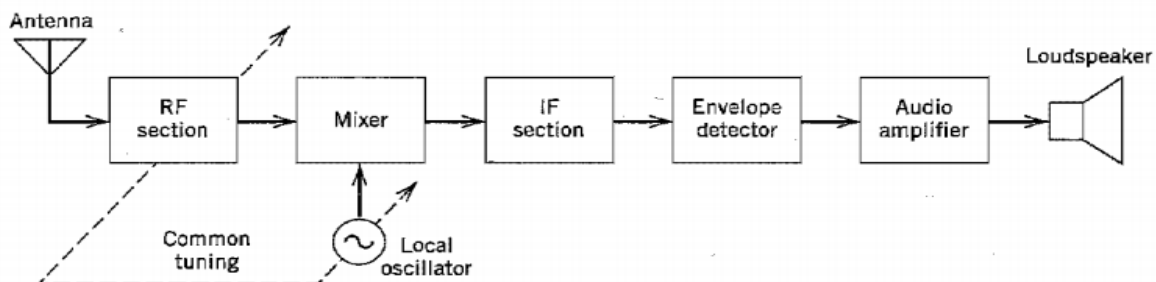 Antenna
RF
section
Mixer
IF
section
Envelope
detector
Audio
amplifier
Loudspeaker
Common
tuning
Local
oscillator